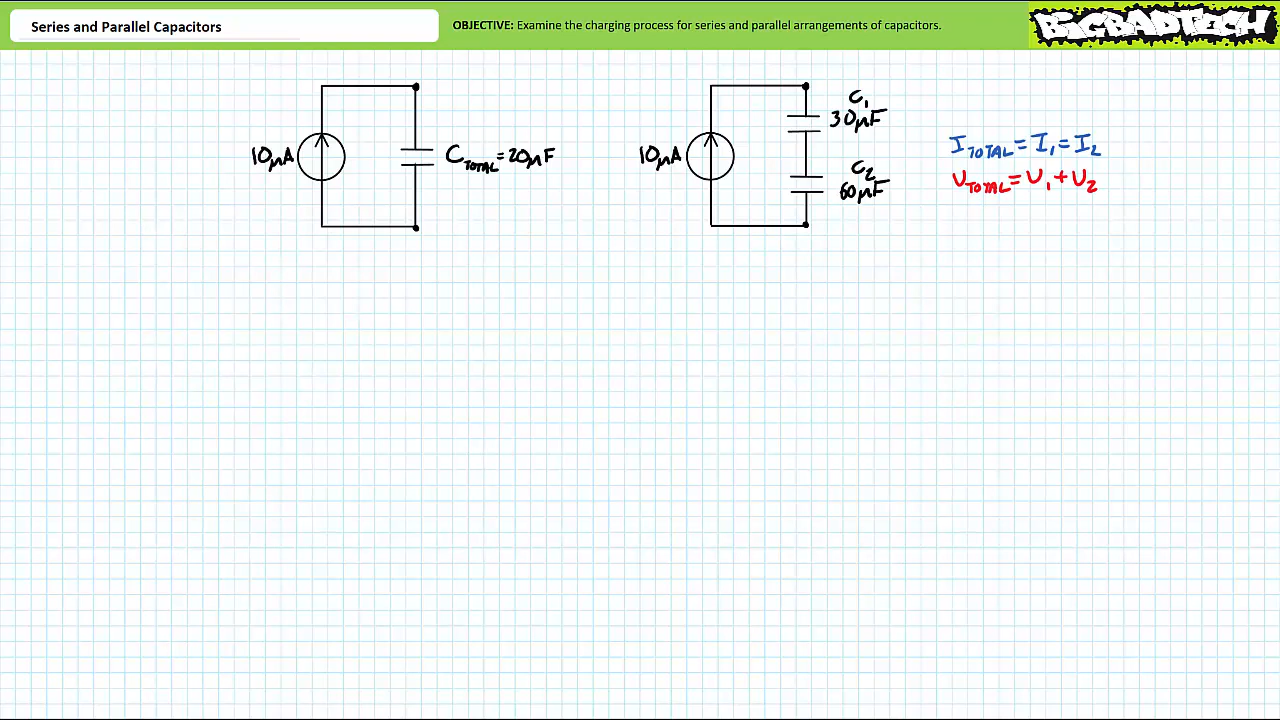 Series and Parallel Capacitors
OBJECTIVE: Examine the charging process for series and parallel arrangements of capacitors.
BIGBADTECH
10μA
C_TOTAL = 20μF
10μA
C₁
30μF
C₂
60μF
I_TOTAL = I₁ = I₂
V_TOTAL = V₁ + V₂